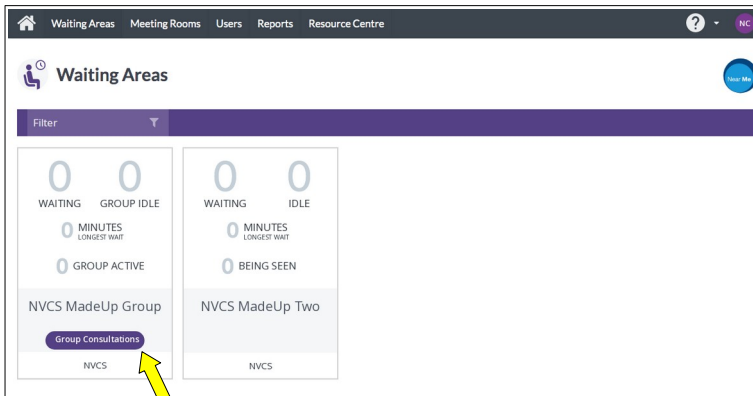 Waiting Areas Meeting Rooms Users Reports Resource Centre ? NC
Waiting Areas
Near Me
Filter
0 0
WAITING GROUP IDLE
0 MINUTES
LONGEST WAIT
0 GROUP ACTIVE
NVCS MadeUp Group
Group Consultations
NVCS
0 0
WAITING IDLE
0 MINUTES
LONGEST WAIT
0 BEING SEEN
NVCS MadeUp Two
NVCS